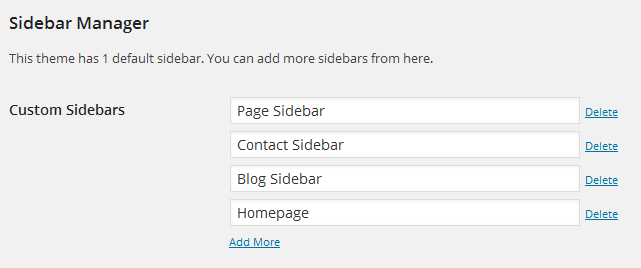 Sidebar Manager
This theme has 1 default sidebar. You can add more sidebars from here.
Custom Sidebars
Page Sidebar Delete
Contact Sidebar Delete
Blog Sidebar Delete
Homepage Delete
Add More